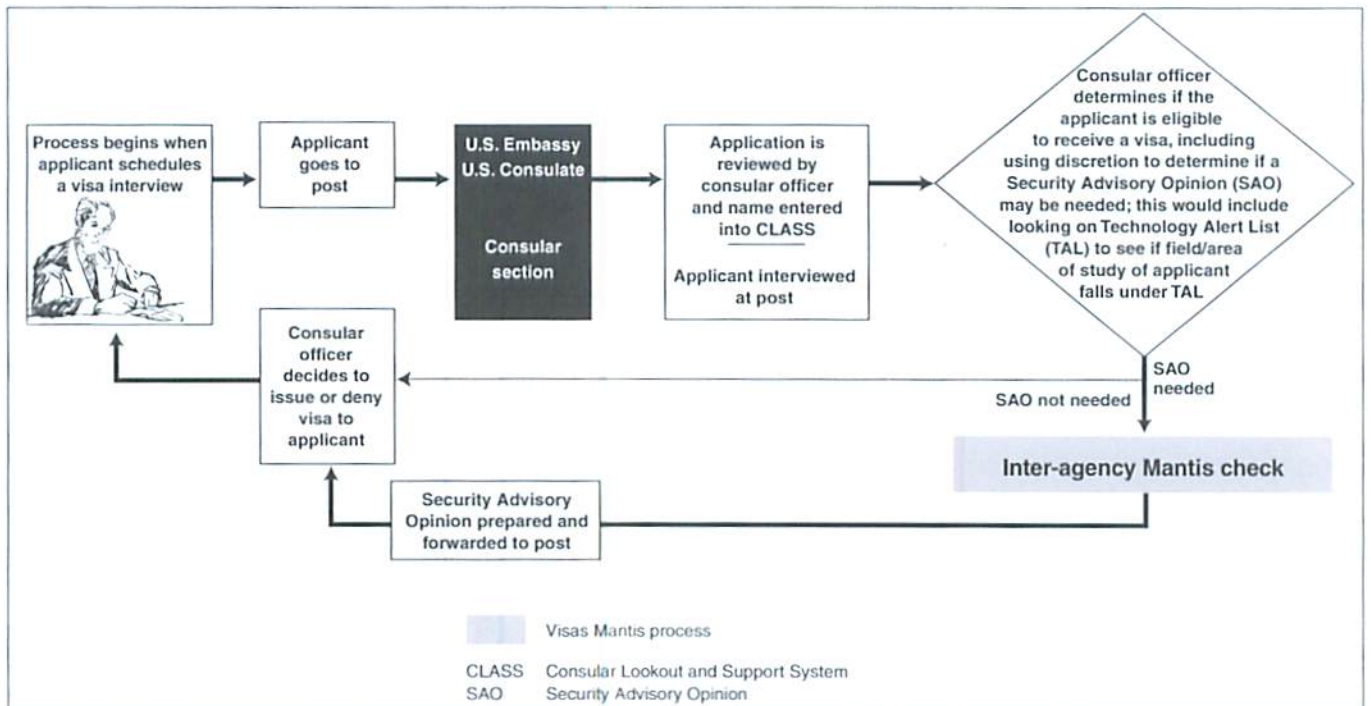 Process begins when
applicant schedules
a visa interview
Applicant
goes to
post
U.S. Embassy
U.S. Consulate
Consular
section
Application is
reviewed by
consular officer
and name entered
into CLASS
Applicant interviewed
at post
Consular officer
determines if the
applicant is eligible
to receive a visa, including
using discretion to determine if a
Security Advisory Opinion (SAO)
may be needed; this would include
looking on Technology Alert List
(TAL) to see if field/area
of study of applicant
falls under TAL
SAO
needed
SAO not needed
Inter-agency Mantis check
Security Advisory
Opinion prepared and
forwarded to post
Consular
officer
decides to
issue or deny
visa to
applicant
Visas Mantis process
CLASS Consular Lookout and Support System
SAO Security Advisory Opinion